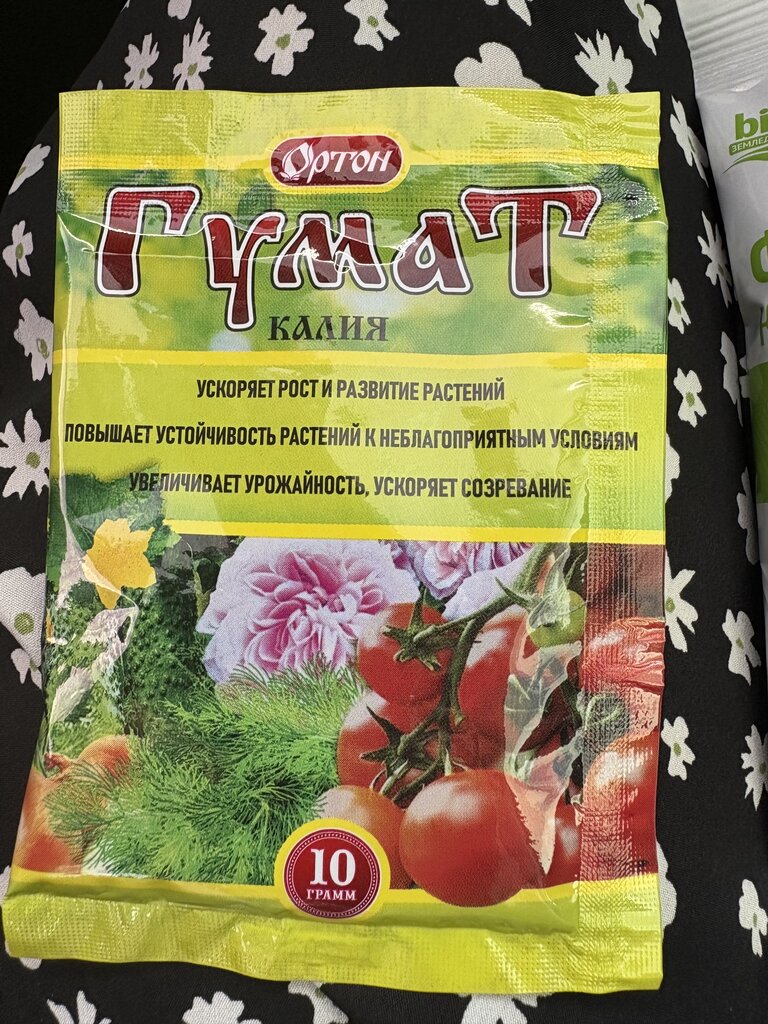 Ортон
Гумат
КАЛИЯ
УСКОРЯЕТ РОСТ И РАЗВИТИЕ РАСТЕНИЙ
ПОВЫШАЕТ УСТОЙЧИВОСТЬ РАСТЕНИЙ К НЕБЛАГОПРИЯТНЫМ УСЛОВИЯМ
УВЕЛИЧИВАЕТ УРОЖАЙНОСТЬ, УСКОРЯЕТ СОЗРЕВАНИЕ
10
ГРАММ